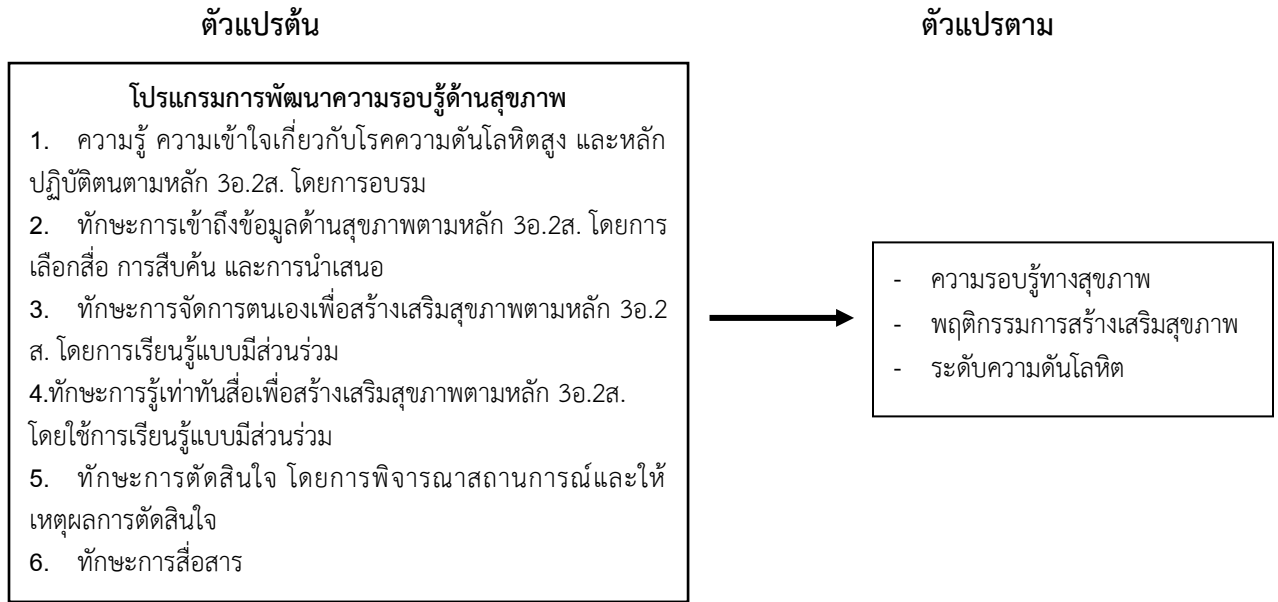 ตัวแปรต้น
ตัวแปรตาม
โปรแกรมการพัฒนาความรอบรู้ด้านสุขภาพ
1. ความรู้ ความเข้าใจเกี่ยวกับโรคความดันโลหิตสูง และหลัก
ปฏิบัติตนตามหลัก 3อ.2ส. โดยการอบรม
2. ทักษะการเข้าถึงข้อมูลด้านสุขภาพตามหลัก 3อ.2ส. โดยการ
เลือกสื่อ การสืบค้น และการนำเสนอ
3. ทักษะการจัดการตนเองเพื่อสร้างเสริมสุขภาพตามหลัก 3อ.2
ส. โดยการเรียนรู้แบบมีส่วนร่วม
4.ทักษะการรู้เท่าทันสื่อเพื่อสร้างเสริมสุขภาพตามหลัก 3อ.2ส.
โดยใช้การเรียนรู้แบบมีส่วนร่วม
5. ทักษะการตัดสินใจ โดยการพิจารณาสถานการณ์และให้
เหตุผลการตัดสินใจ
6. ทักษะการสื่อสาร
- ความรอบรู้ทางสุขภาพ
- พฤติกรรมการสร้างเสริมสุขภาพ
- ระดับความดันโลหิต